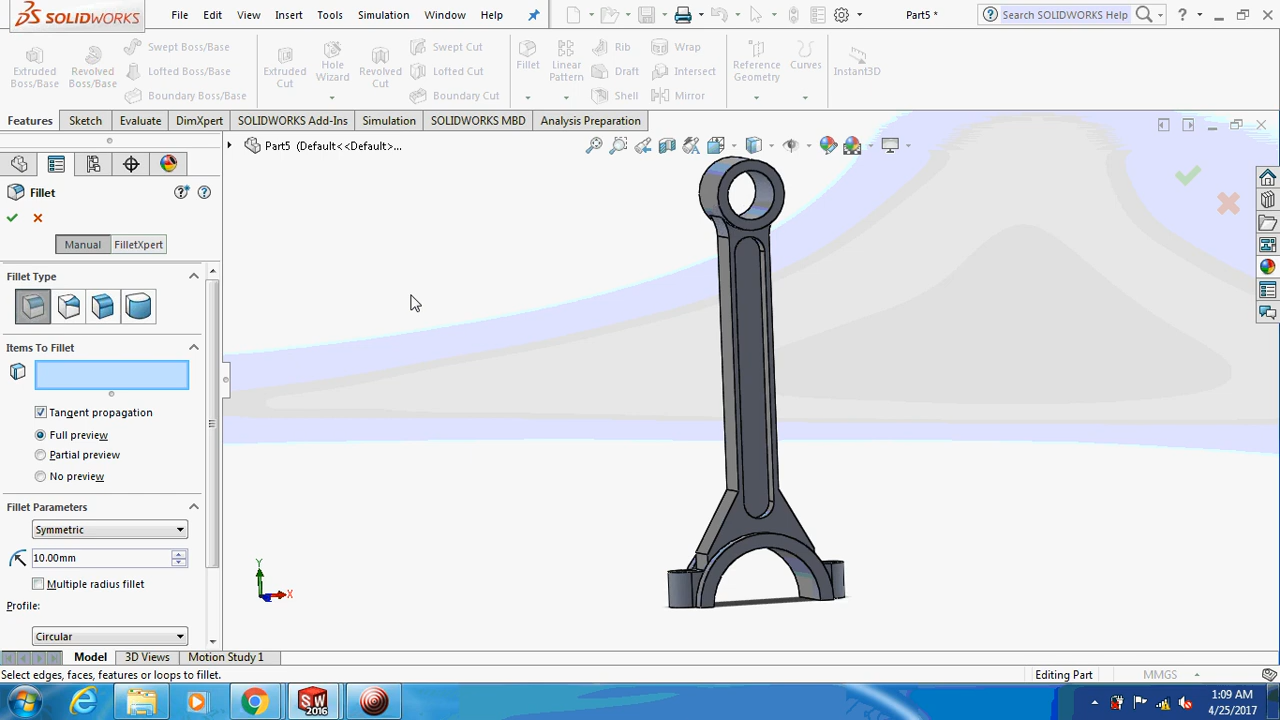 SOLIDWORKS File Edit View Insert Tools Simulation Window Help Part5 * Search SOLIDWORKS Help
Extruded Boss/Base
Revolved Boss/Base
Swept Boss/Base
Lofted Boss/Base
Boundary Boss/Base
Extruded Cut
Hole Wizard
Revolved Cut
Swept Cut
Lofted Cut
Boundary Cut
Fillet
Linear Pattern
Rib
Draft
Shell
Wrap
Intersect
Mirror
Reference Geometry
Curves
Instant3D
Features Sketch Evaluate DimXpert SOLIDWORKS Add-Ins Simulation SOLIDWORKS MBD Analysis Preparation
Part5 (Default<<Default>...
Fillet
Manual FilletXpert
Fillet Type
Items To Fillet
Tangent propagation
Full preview
Partial preview
No preview
Fillet Parameters
Symmetric
10.00mm
Multiple radius fillet
Profile:
Circular
Y
X
Model 3D Views Motion Study 1
Select edges, faces, features or loops to fillet. Editing Part MMGS
SW 2016
1:09 AM
4/25/2017